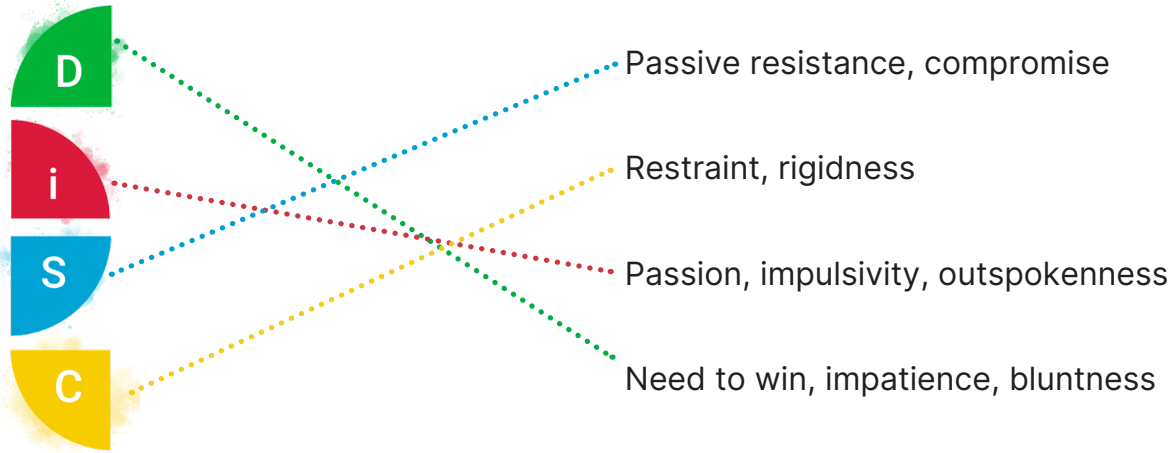 D
i
S
C
Passive resistance, compromise
Restraint, rigidness
Passion, impulsivity, outspokenness
Need to win, impatience, bluntness